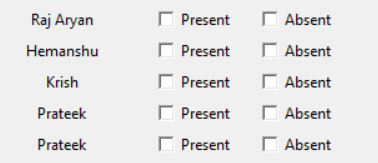 Raj Aryan Present Absent
Hemanshu Present Absent
Krish Present Absent
Prateek Present Absent
Prateek Present Absent